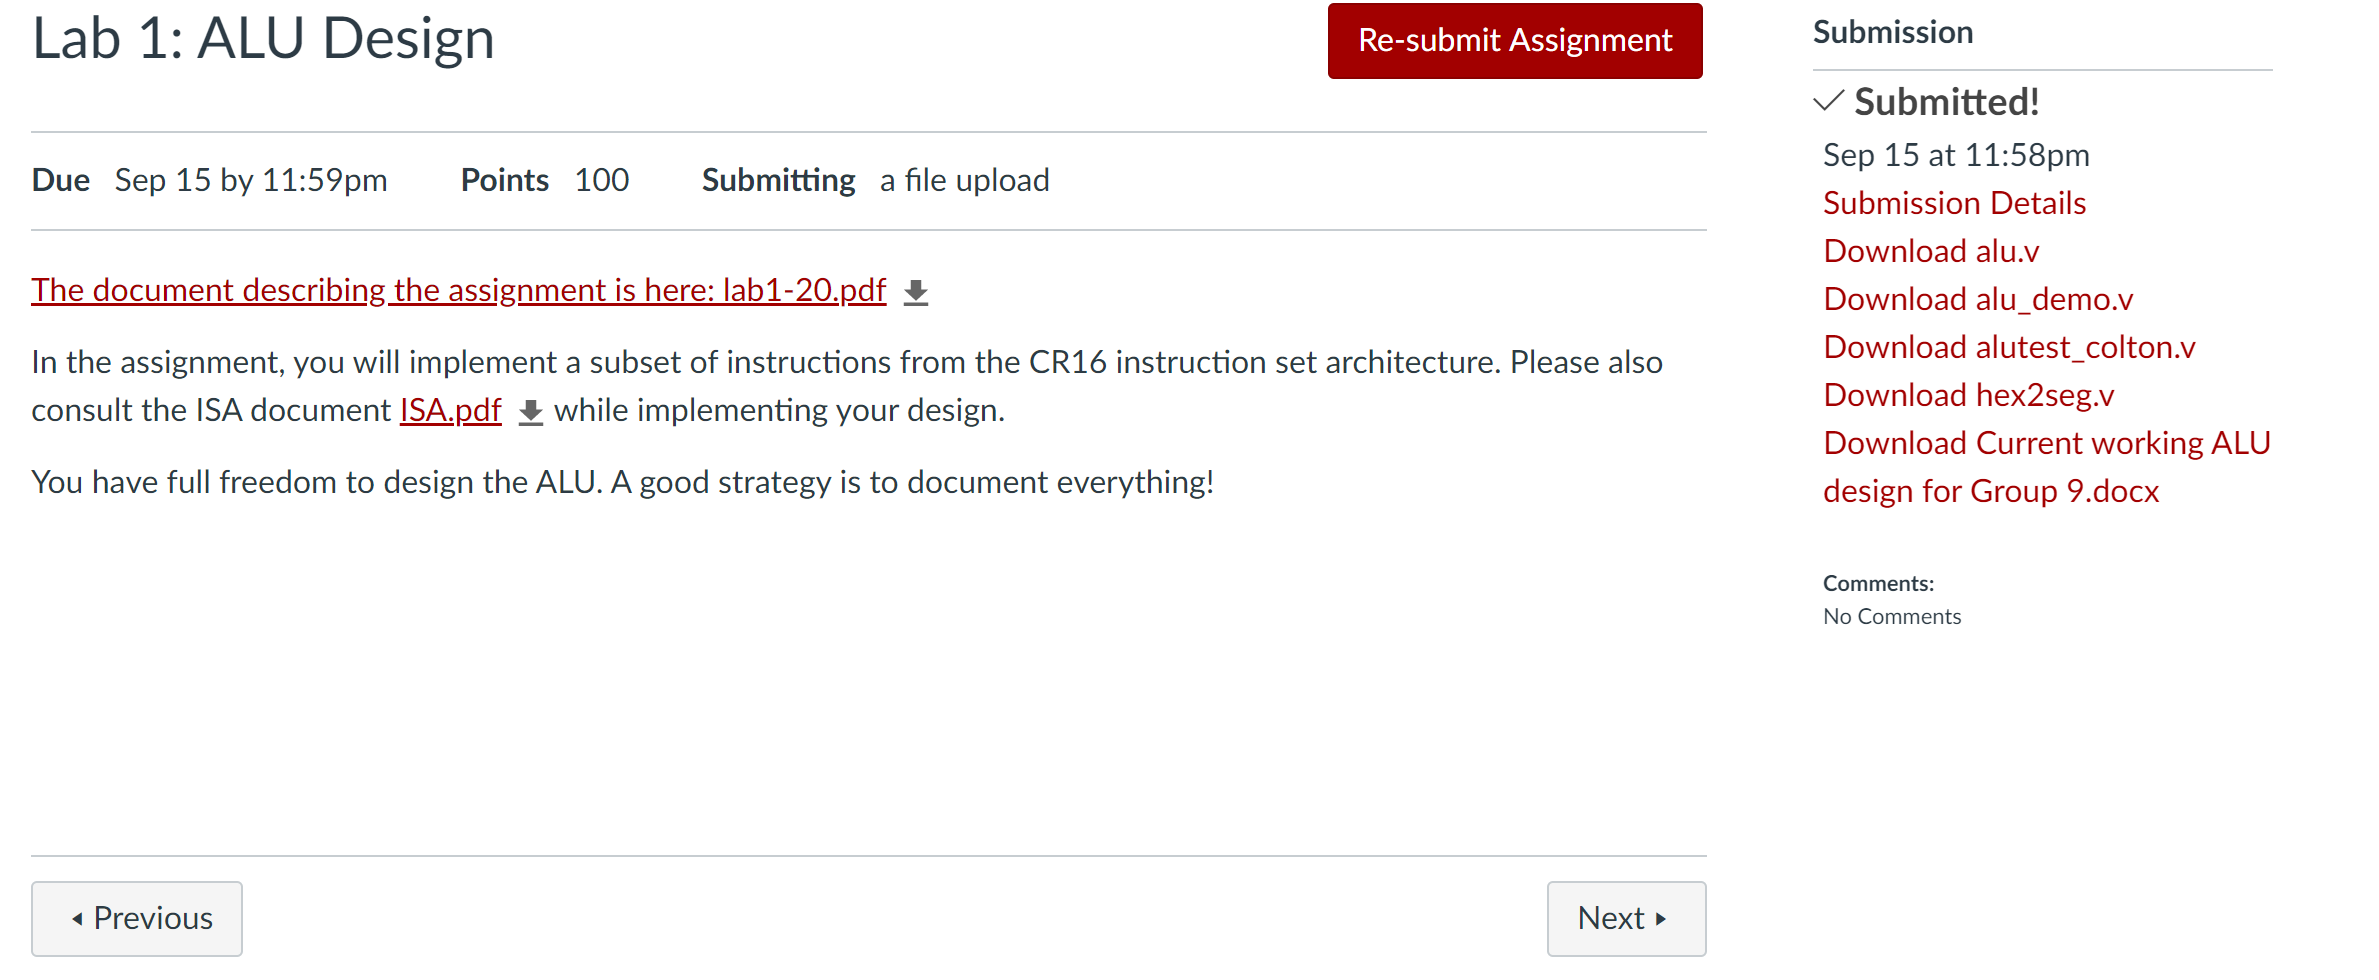 Lab 1: ALU Design
Re-submit Assignment
Due Sep 15 by 11:59pm Points 100 Submitting a file upload
The document describing the assignment is here: lab1-20.pdf
In the assignment, you will implement a subset of instructions from the CR16 instruction set architecture. Please also
consult the ISA document ISA.pdf while implementing your design.
You have full freedom to design the ALU. A good strategy is to document everything!
Previous
Next
Submission
Submitted!
Sep 15 at 11:58pm
Submission Details
Download alu.v
Download alu_demo.v
Download alutest_colton.v
Download hex2seg.v
Download Current working ALU
design for Group 9.docx
Comments:
No Comments